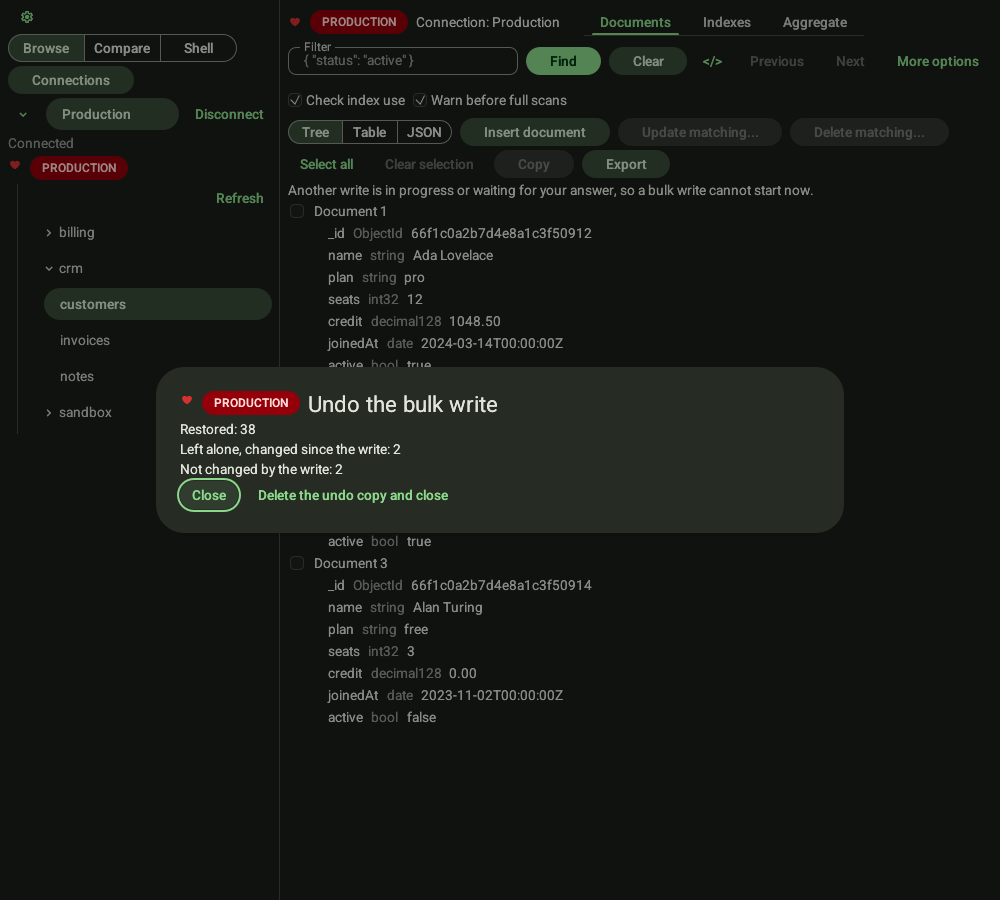 Browse Compare Shell
Connections
Production Disconnect
Connected
PRODUCTION
Refresh
billing
crm
customers
invoices
notes
sandbox
PRODUCTION Connection: Production Documents Indexes Aggregate
Filter
{ "status": "active" } Find Clear </> Previous Next More options
Check index use Warn before full scans
Tree Table JSON Insert document Update matching... Delete matching...
Select all Clear selection Copy Export
Another write is in progress or waiting for your answer, so a bulk write cannot start now.
Document 1
_id ObjectId 66f1c0a2b7d4e8a1c3f50912
name string Ada Lovelace
plan string pro
seats int32 12
credit decimal128 1048.50
joinedAt date 2024-03-14T00:00:00Z
active bool true
PRODUCTION Undo the bulk write
Restored: 38
Left alone, changed since the write: 2
Not changed by the write: 2
Close Delete the undo copy and close
active bool true
Document 3
_id ObjectId 66f1c0a2b7d4e8a1c3f50914
name string Alan Turing
plan string free
seats int32 3
credit decimal128 0.00
joinedAt date 2023-11-02T00:00:00Z
active bool false